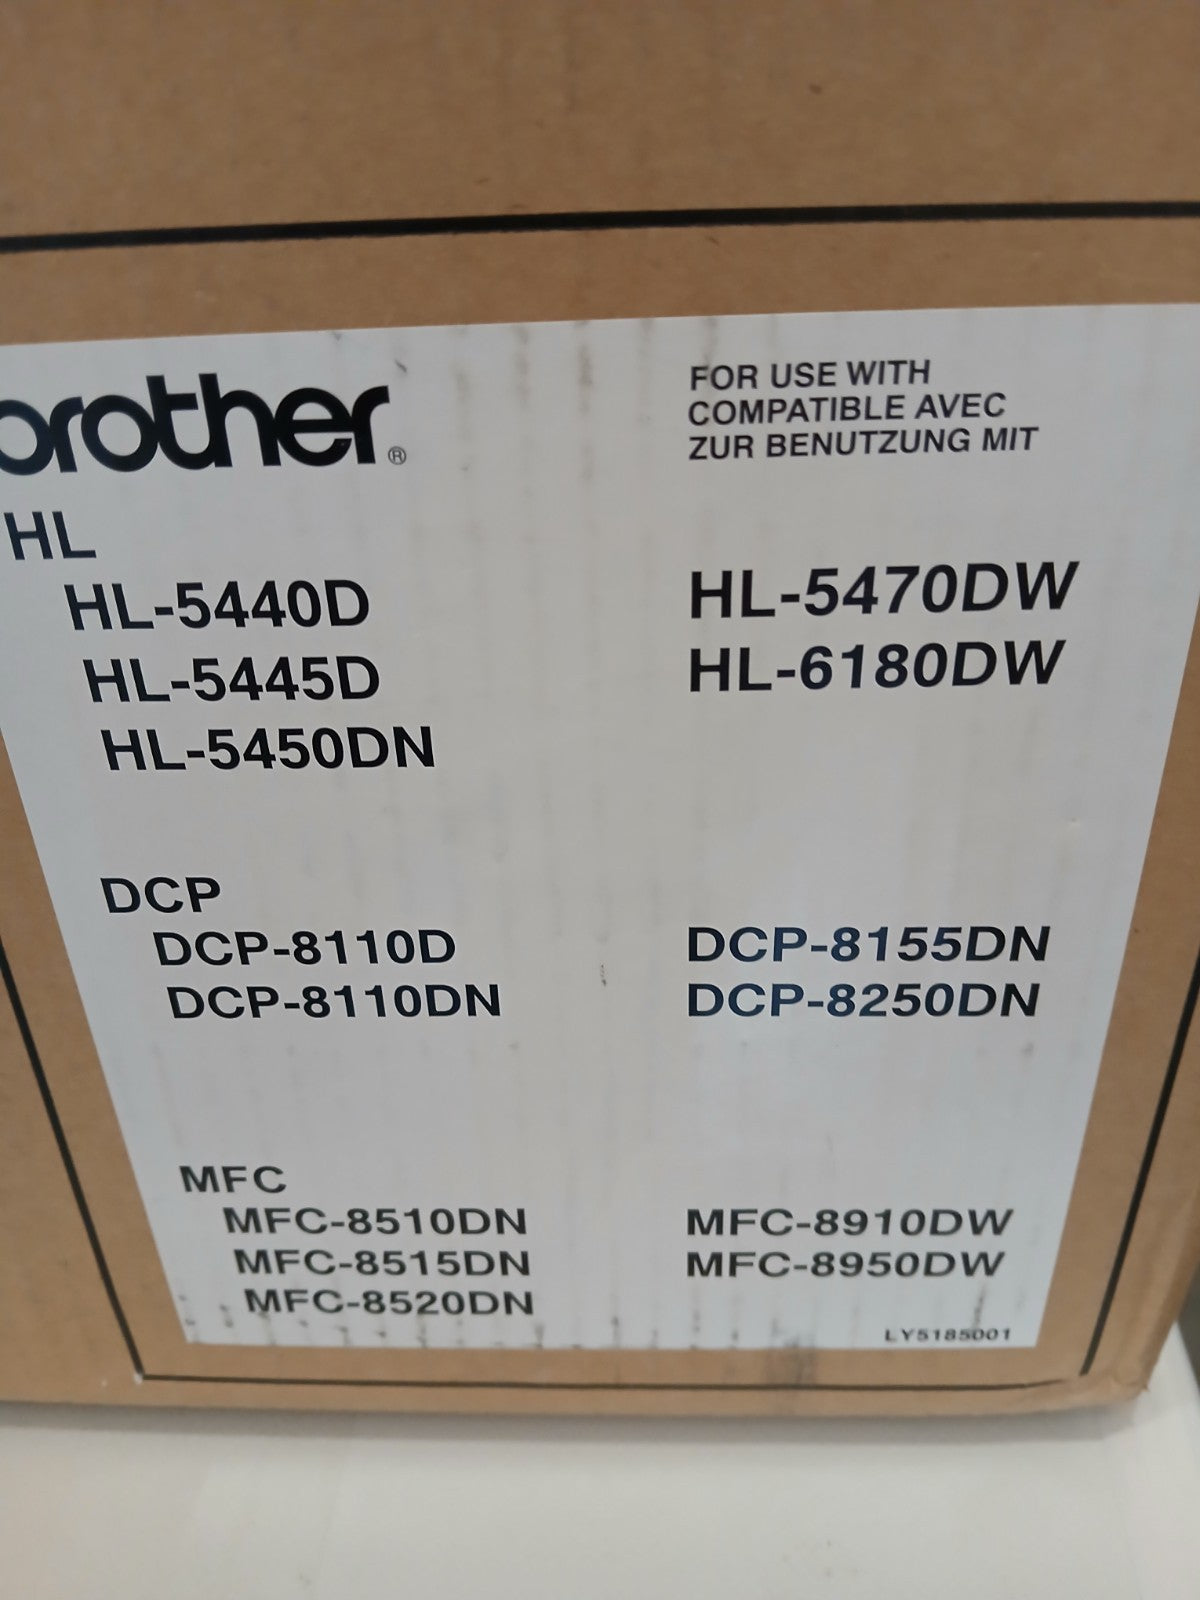 brother®
FOR USE WITH
COMPATIBLE AVEC
ZUR BENUTZUNG MIT
HL
HL-5440D
HL-5445D
HL-5450DN
HL-5470DW
HL-6180DW
DCP
DCP-8110D
DCP-8110DN
DCP-8155DN
DCP-8250DN
MFC
MFC-8510DN
MFC-8515DN
MFC-8520DN
MFC-8910DW
MFC-8950DW
LY5185001